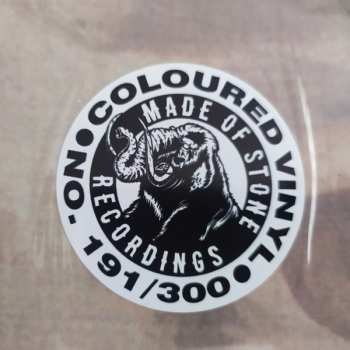 - ON • COLOURED VINYL •
191/300
MADE OF STONE
RECORDINGS